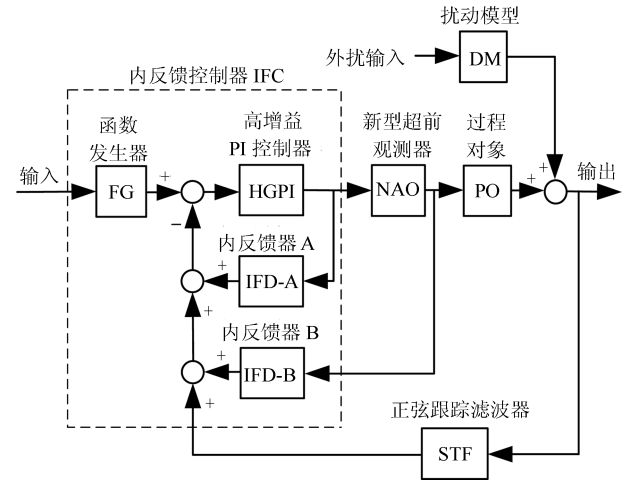 扰动模型
外扰输入
DM
内反馈控制器 IFC
函数
发生器
高增益
PI 控制器
新型超前
观测器
过程
对象
输入
FG
+
HGPI
NAO
PO
+
+
输出
−
内反馈器 A
+
IFD-A
+
内反馈器 B
+
IFD-B
+
正弦跟踪滤波器
STF